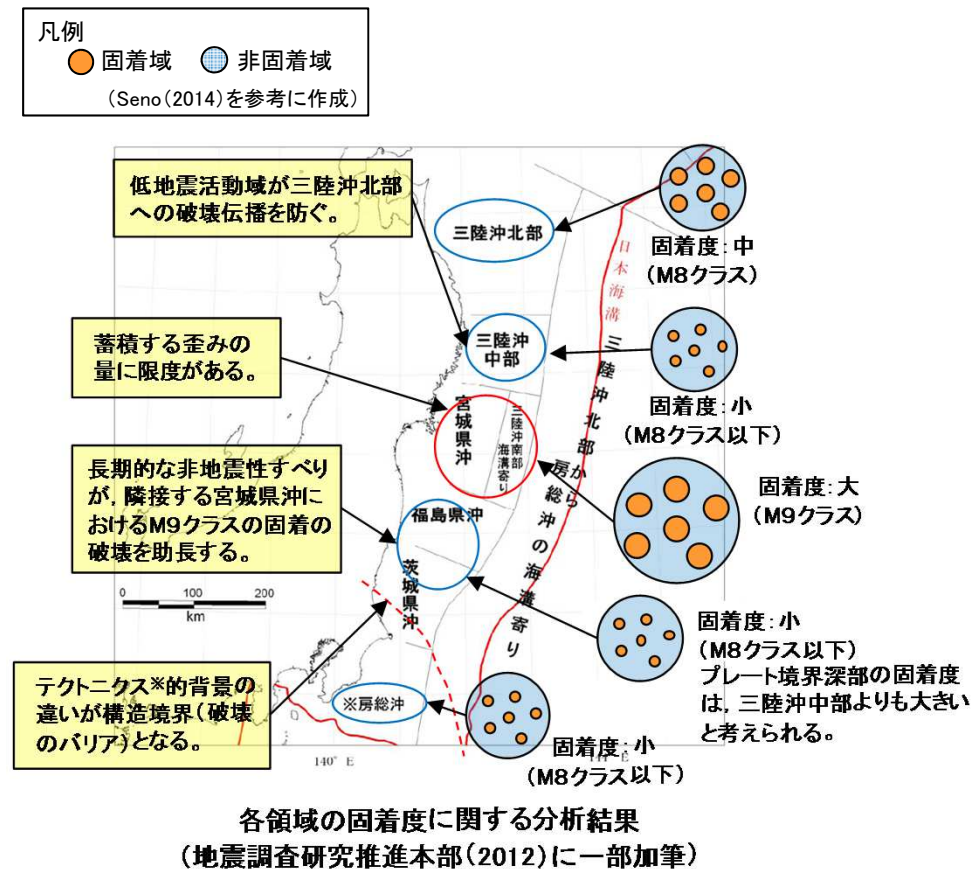 凡例
固着域 非固着域
(Seno(2014)を参考に作成)
低地震活動域が三陸沖北部
への破壊伝播を防ぐ。
三陸沖北部
固着度:中
(M8クラス)
日本海溝
三陸沖
中部
固着度:小
(M8クラス以下)
蓄積する歪みの
量に限度がある。
宮城県沖
三陸沖南部
海溝寄り
三陸沖北部から
房総沖の海溝寄り
固着度:大
(M9クラス)
長期的な非地震性すべり
が,隣接する宮城県沖に
おけるM9クラスの固着の
破壊を助長する。
福島県沖
茨城県沖
0 100 200
km
固着度:小
(M8クラス以下)
プレート境界深部の固着度
は,三陸沖中部よりも大きい
と考えられる。
テクトニクス※的背景の
違いが構造境界(破壊
のバリア)となる。
※房総沖
固着度:小
(M8クラス以下)
140° E
各領域の固着度に関する分析結果
(地震調査研究推進本部(2012)に一部加筆)